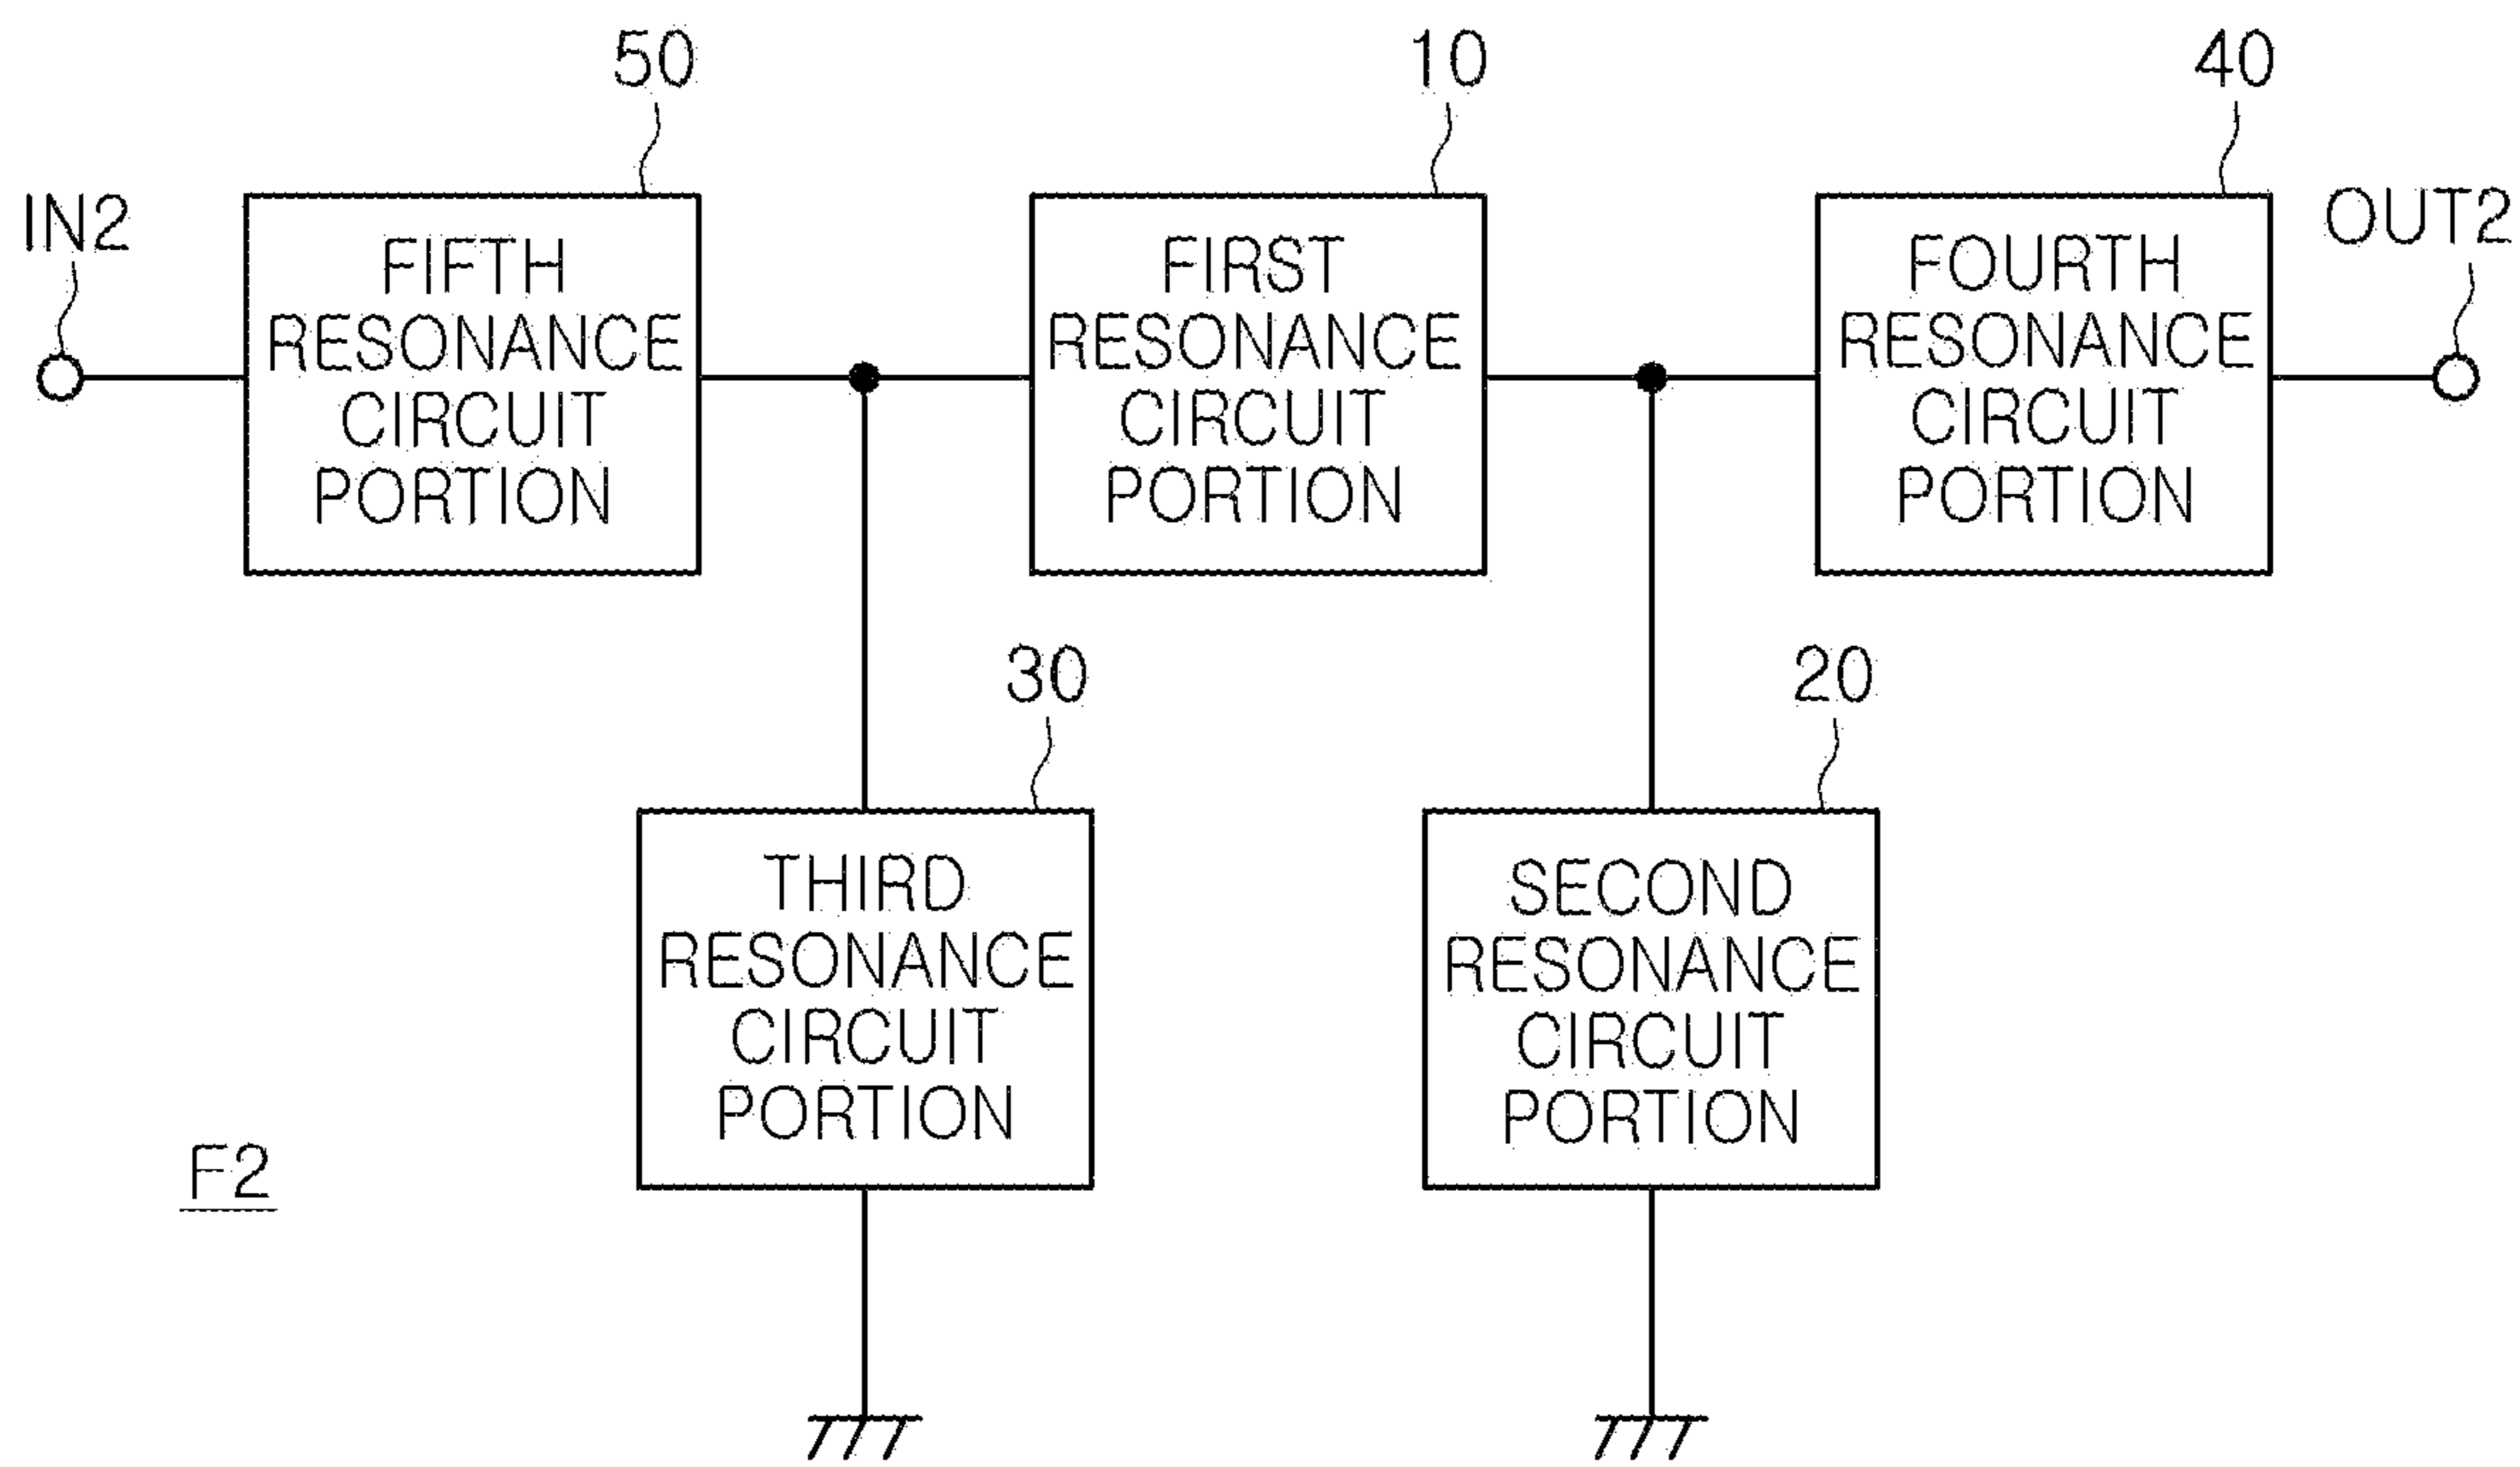 50
10
40
IN2
OUT2
FIFTH
RESONANCE
CIRCUIT
PORTION
FIRST
RESONANCE
CIRCUIT
PORTION
FOURTH
RESONANCE
CIRCUIT
PORTION
30
20
THIRD
RESONANCE
CIRCUIT
PORTION
SECOND
RESONANCE
CIRCUIT
PORTION
F2